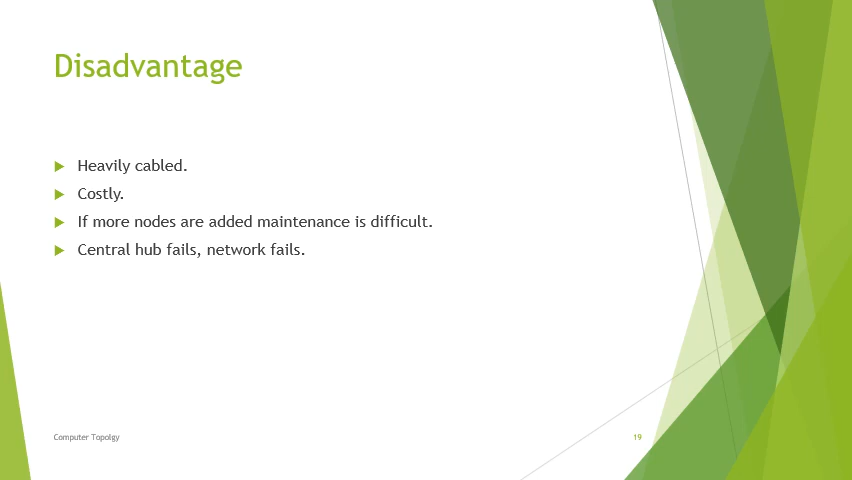 Disadvantage
Heavily cabled.
Costly.
If more nodes are added maintenance is difficult.
Central hub fails, network fails.
Computer Topolgy
19